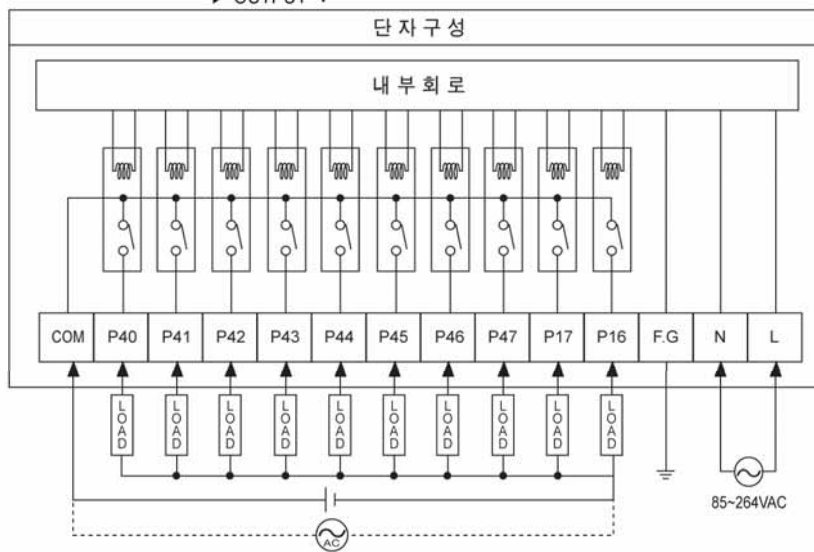 단자구성
내부회로
COM P40 P41 P42 P43 P44 P45 P46 P47 P17 P16 F.G N L
LOAD LOAD LOAD LOAD LOAD LOAD LOAD LOAD LOAD LOAD
85~264VAC
AC